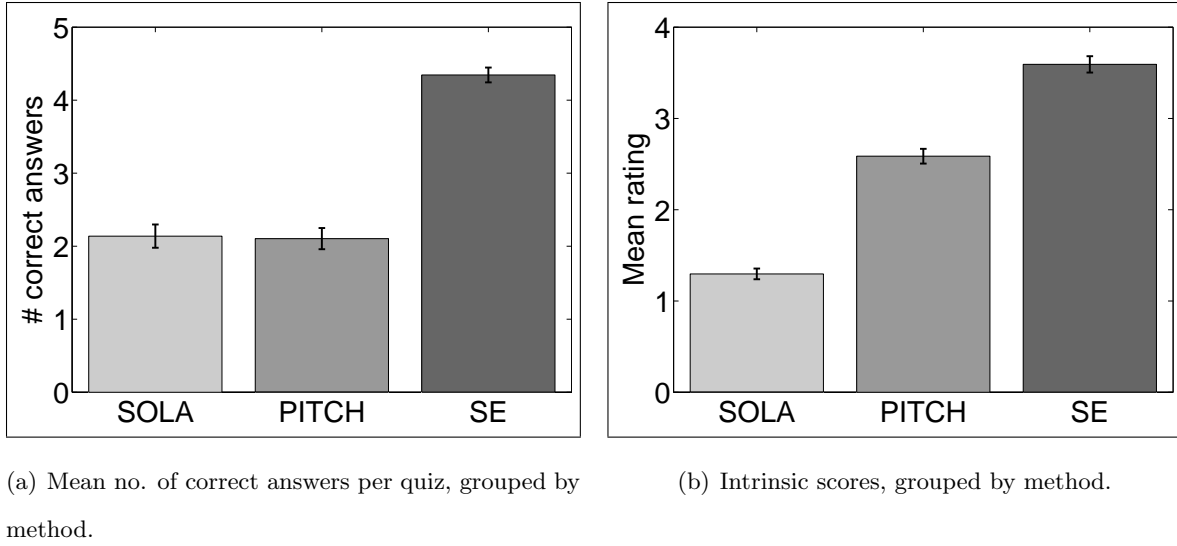 5
4
3
2
1
0
# correct answers
SOLA PITCH SE
4
3
2
1
0
Mean rating
SOLA PITCH SE
(a) Mean no. of correct answers per quiz, grouped by
method.
(b) Intrinsic scores, grouped by method.